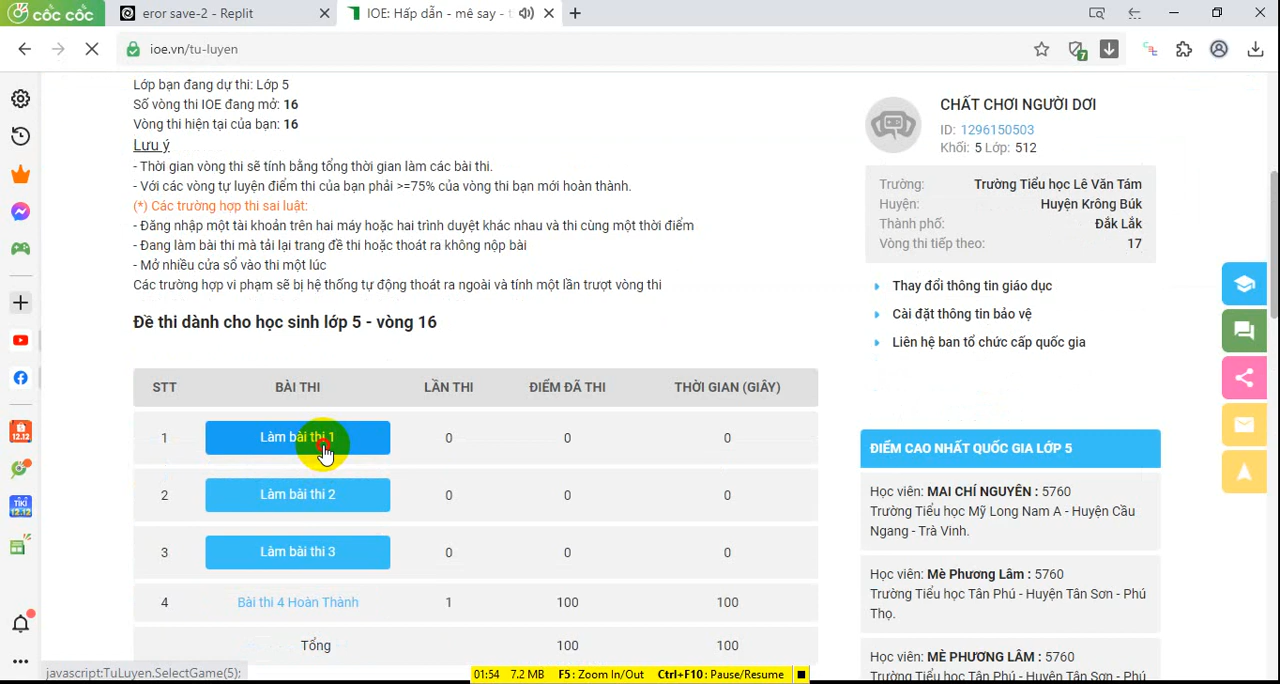 cốc cốc
eror save-2 - Replit
IOE: Hấp dẫn - mê say - t
ioe.vn/tu-luyen
7
Lớp bạn đang dự thi: Lớp 5
Số vòng thi IOE đang mở: 16
Vòng thi hiện tại của bạn: 16
Lưu ý
- Thời gian vòng thi sẽ tính bằng tổng thời gian làm các bài thi.
- Với các vòng tự luyện điểm thi của bạn phải >=75% của vòng thi bạn mới hoàn thành.
(*) Các trường hợp thi sai luật:
- Đăng nhập một tài khoản trên hai máy hoặc hai trình duyệt khác nhau và thi cùng một thời điểm
- Đang làm bài thi mà tải lại trang đề thi hoặc thoát ra không nộp bài
- Mở nhiều cửa sổ vào thi một lúc
Các trường hợp vi phạm sẽ bị hệ thống tự động thoát ra ngoài và tính một lần trượt vòng thi
Đề thi dành cho học sinh lớp 5 - vòng 16
STT BÀI THI LẦN THI ĐIỂM ĐÃ THI THỜI GIAN (GIÂY)
1 Làm bài thi 1 0 0 0
2 Làm bài thi 2 0 0 0
3 Làm bài thi 3 0 0 0
4 Bài thi 4 Hoàn Thành 1 100 100
Tổng 100 100
CHẤT CHƠI NGƯỜI DƠI
ID: 1296150503
Khối: 5 Lớp: 512
Trường: Trường Tiểu học Lê Văn Tám
Huyện: Huyện Krông Búk
Thành phố: Đắk Lắk
Vòng thi tiếp theo: 17
Thay đổi thông tin giáo dục
Cài đặt thông tin bảo vệ
Liên hệ ban tổ chức cấp quốc gia
ĐIỂM CAO NHẤT QUỐC GIA LỚP 5
Học viên: MAI CHÍ NGUYÊN : 5760
Trường Tiểu học Mỹ Long Nam A - Huyện Cầu
Ngang - Trà Vinh.
Học viên: Mè Phương Lâm : 5760
Trường Tiểu học Tân Phú - Huyện Tân Sơn - Phú
Thọ.
Học viên: MÈ PHƯƠNG LÂM : 5760
Trường Tiểu học Tân Phú - Huyện Tân Sơn - Phú
12.12
TIKI
12.12
javascript:TuLuyen.SelectGame(5);
01:54 7.2 MB F5: Zoom In/Out Ctrl+F10: Pause/Resume